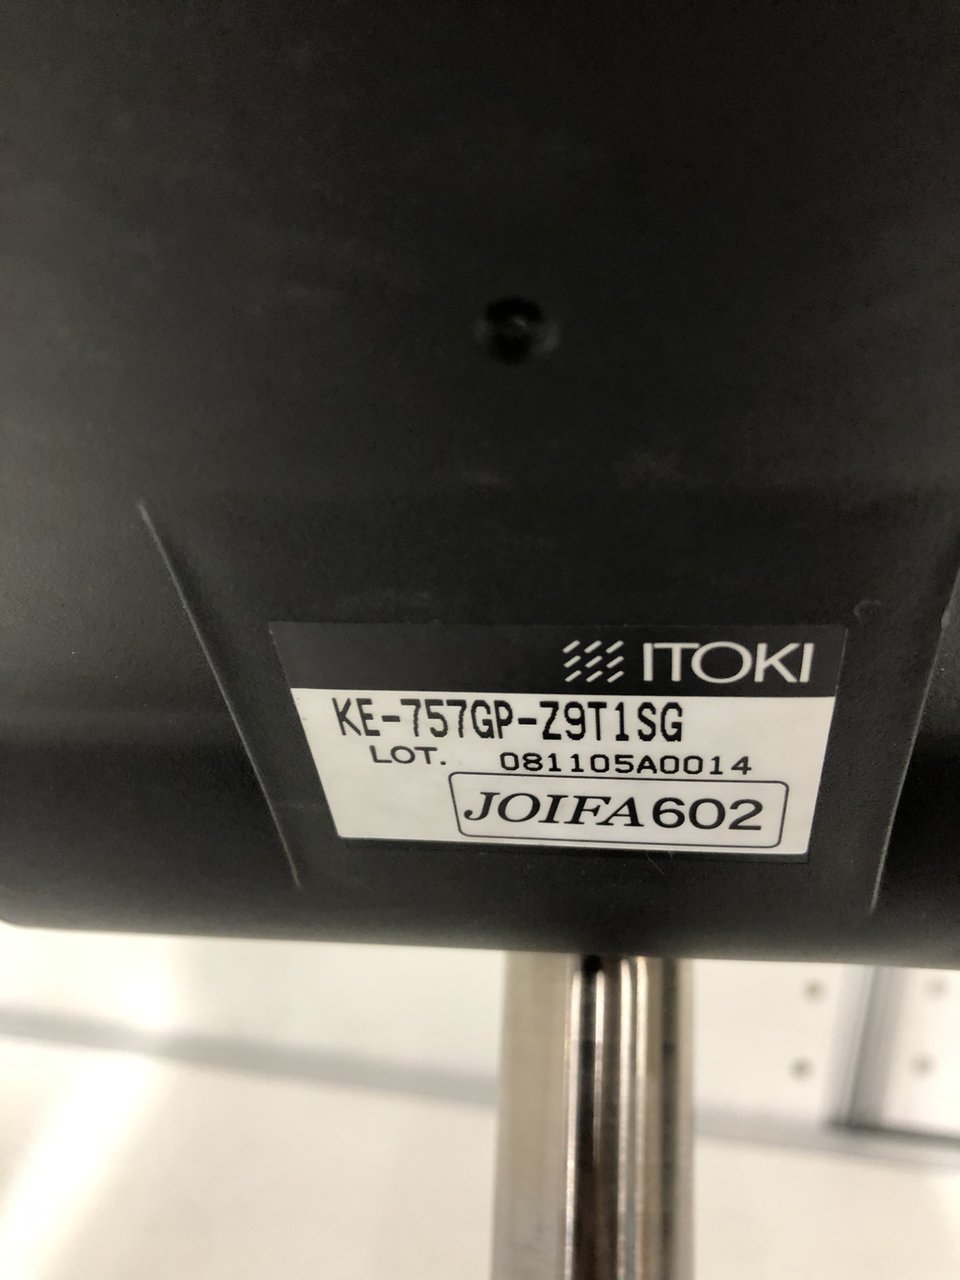 ITOKI
KE-757GP-Z9T1SG
LOT. 081105A0014
JOIFA602